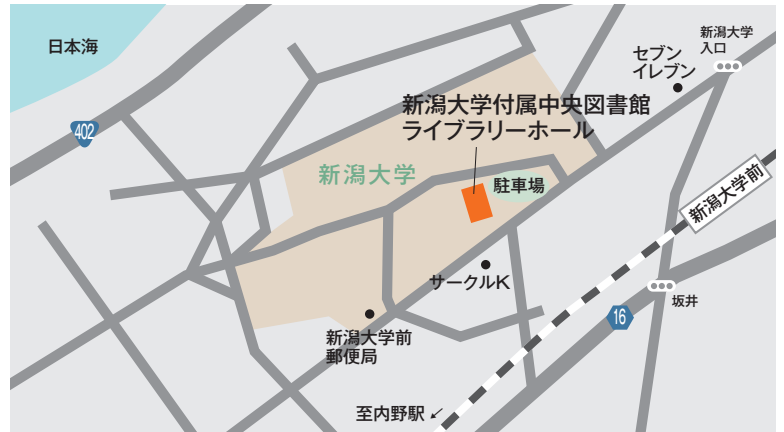 日本海
新潟大学
入口
セブン
イレブン
402
新潟大学付属中央図書館
ライブラリーホール
新潟大学
駐車場
新潟大学前
サークルK
坂井
16
新潟大学前
郵便局
至内野駅↙